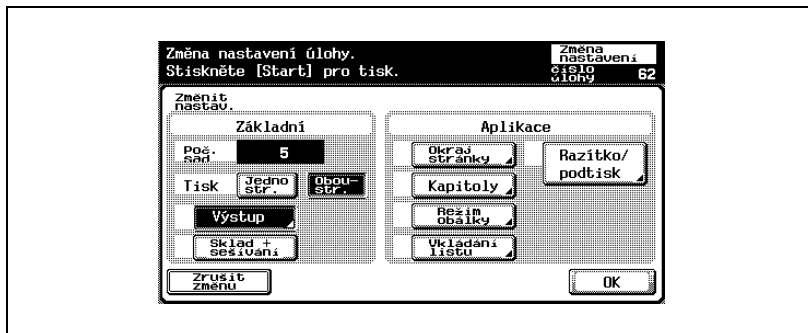 Změna nastavení úlohy.
Stiskněte [Start] pro tisk.
Změna
nastavení
číslo
úlohy 62
Změnit
nastav.
Základní
Poč.
sad 5
Tisk Jedno
str. Obou-
str.
Výstup
Sklad +
sešívání
Aplikace
Okraj
stránky
Kapitoly
Režim
obálky
Vkládání
listu
Razítko/
podtisk
Zrušit
změnu
OK